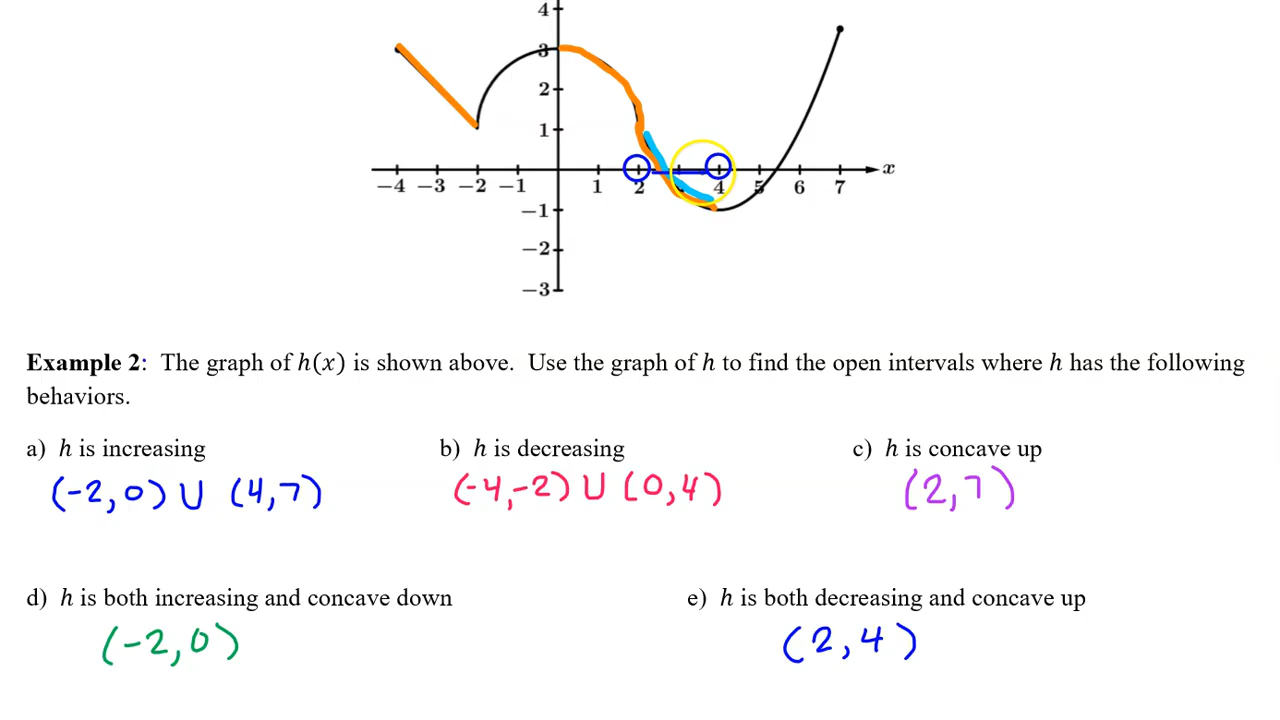 4
3
2
1
x
−4 −3 −2 −1 1 2 4 5 6 7
−1
−2
−3
Example 2: The graph of h(x) is shown above. Use the graph of h to find the open intervals where h has the following
behaviors.
a) h is increasing b) h is decreasing c) h is concave up
(-2,0) U (4,7) (-4,-2) U (0,4) (2,7)
d) h is both increasing and concave down e) h is both decreasing and concave up
(-2,0) (2,4)